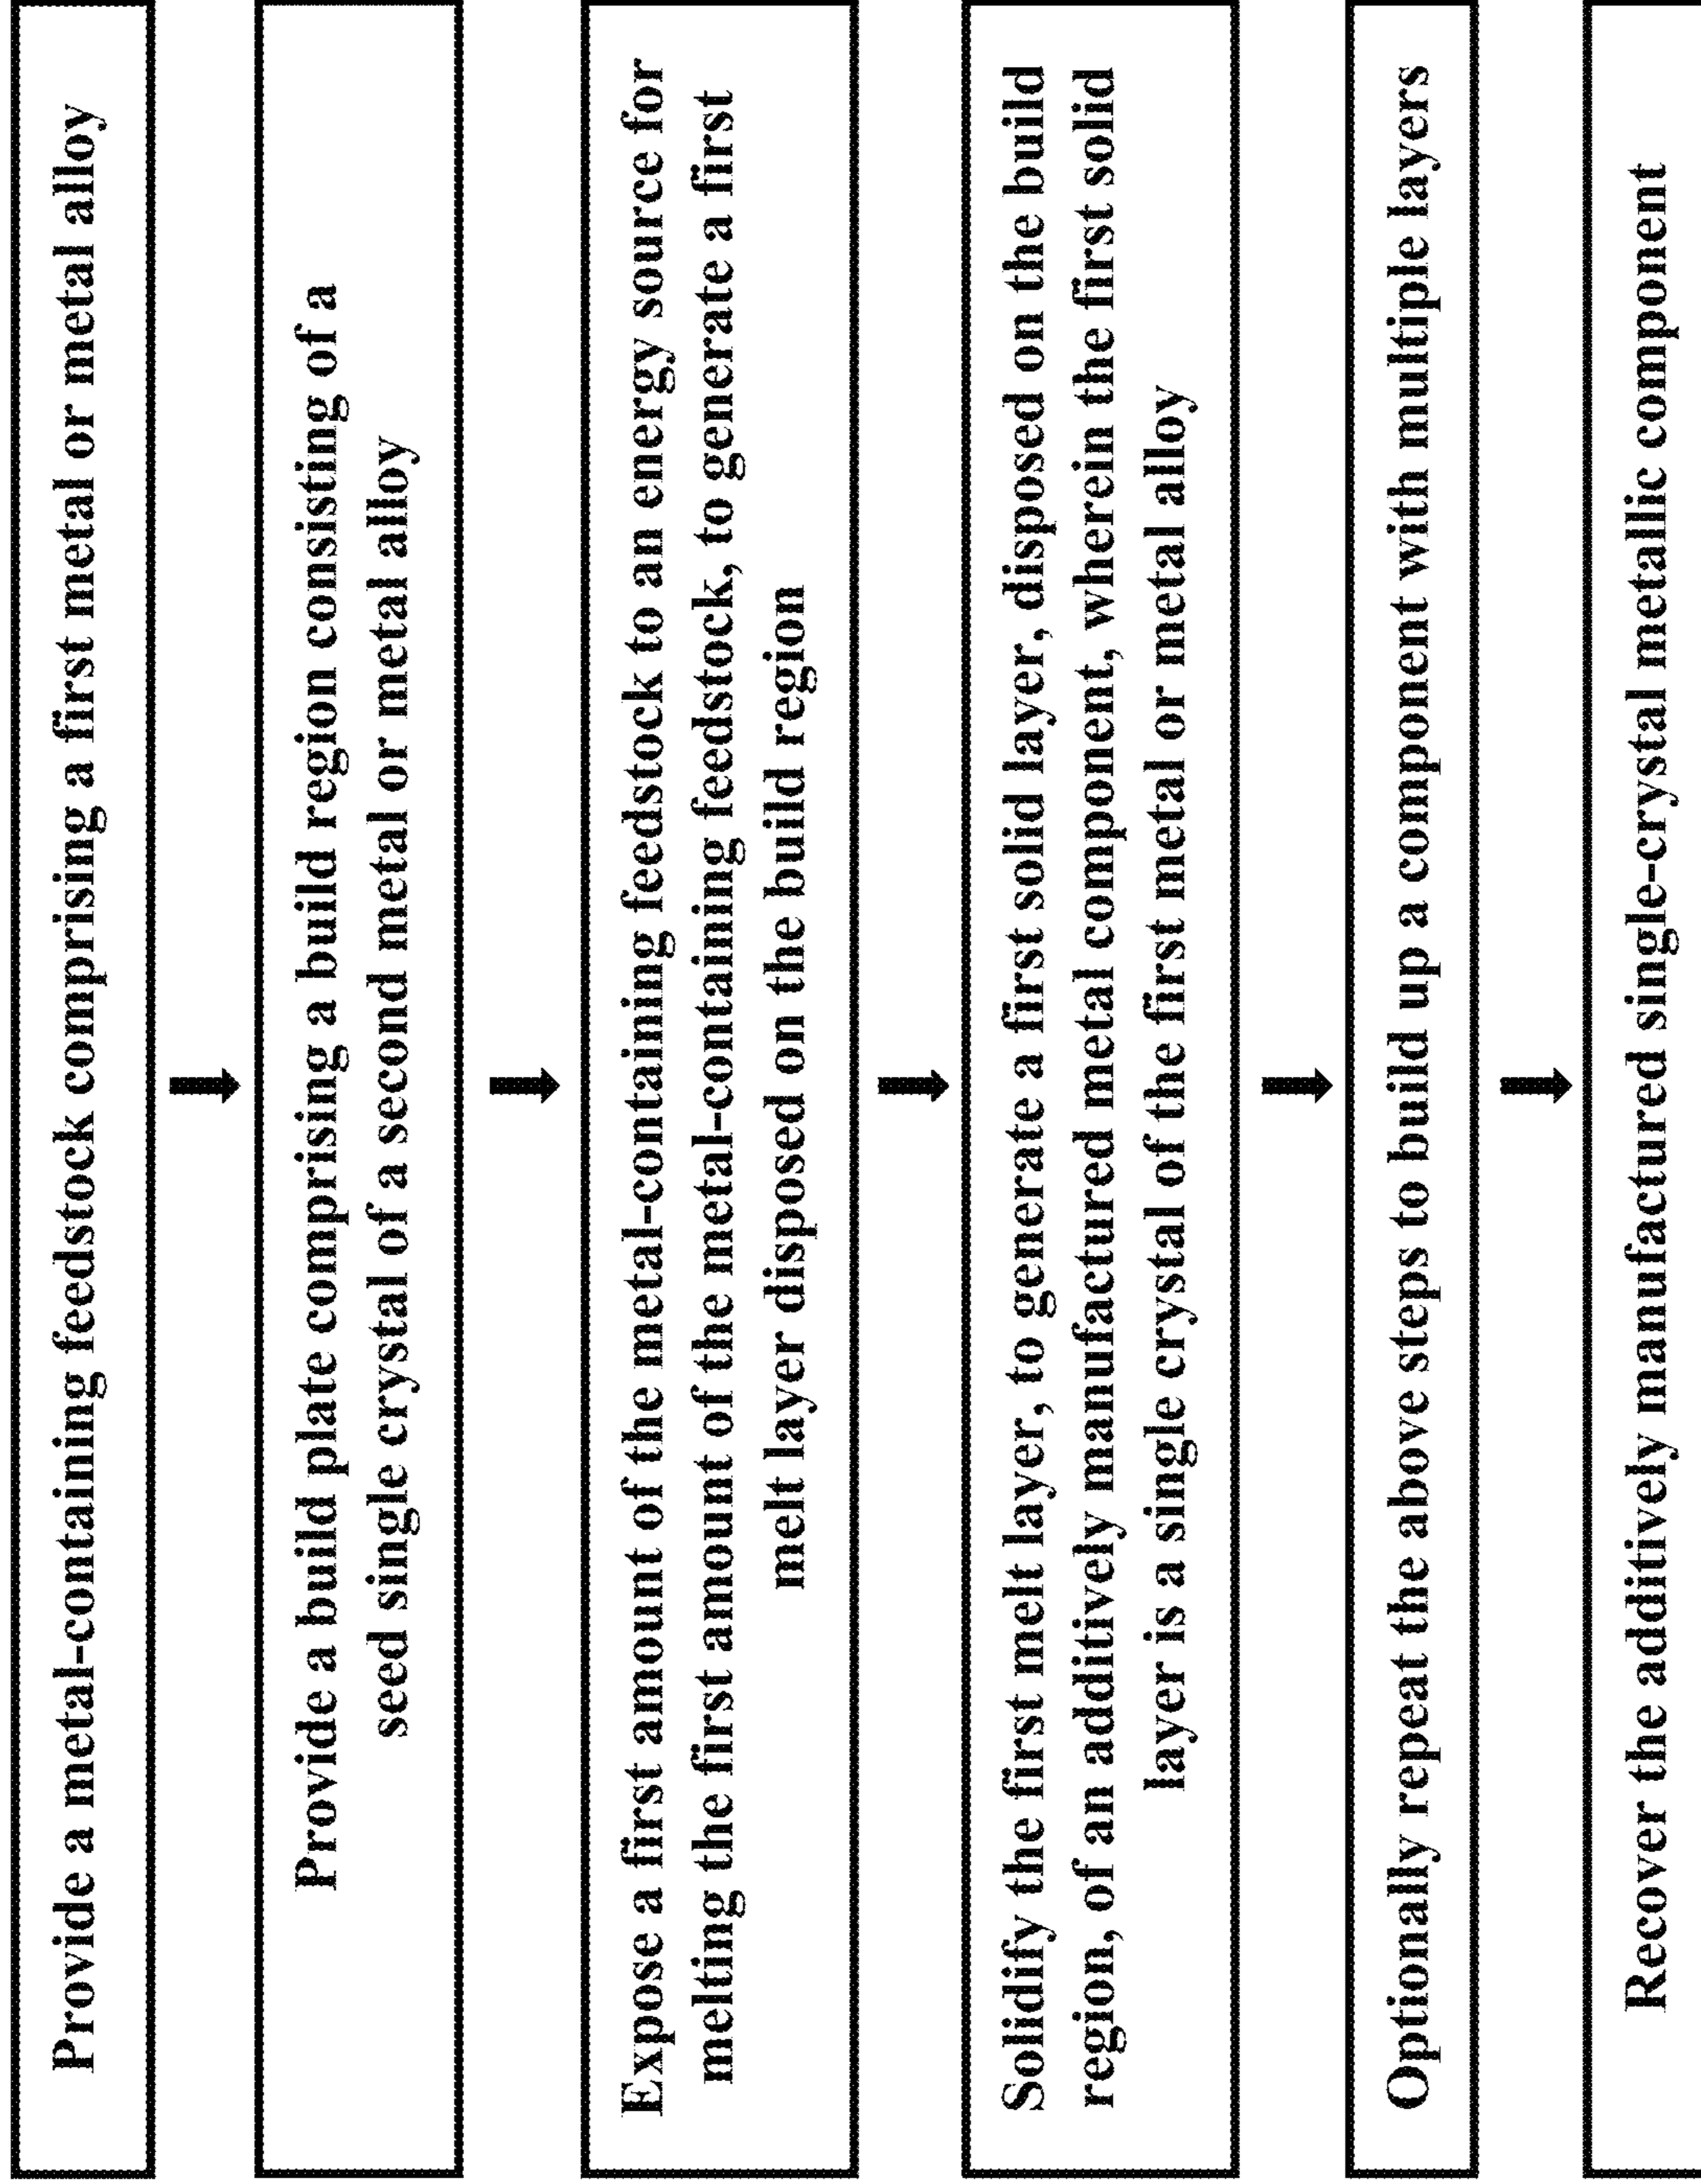 Provide a metal-containing feedstock comprising a first metal or metal alloy
Provide a build plate comprising a build region consisting of a
seed single crystal of a second metal or metal alloy
Expose a first amount of the metal-containing feedstock to an energy source for
melting the first amount of the metal-containing feedstock, to generate a first
melt layer disposed on the build region
Solidify the first melt layer, to generate a first solid layer, disposed on the build
region, of an additively manufactured metal component, wherein the first solid
layer is a single crystal of the first metal or metal alloy
Optionally repeat the above steps to build up a component with multiple layers
Recover the additively manufactured single-crystal metallic component